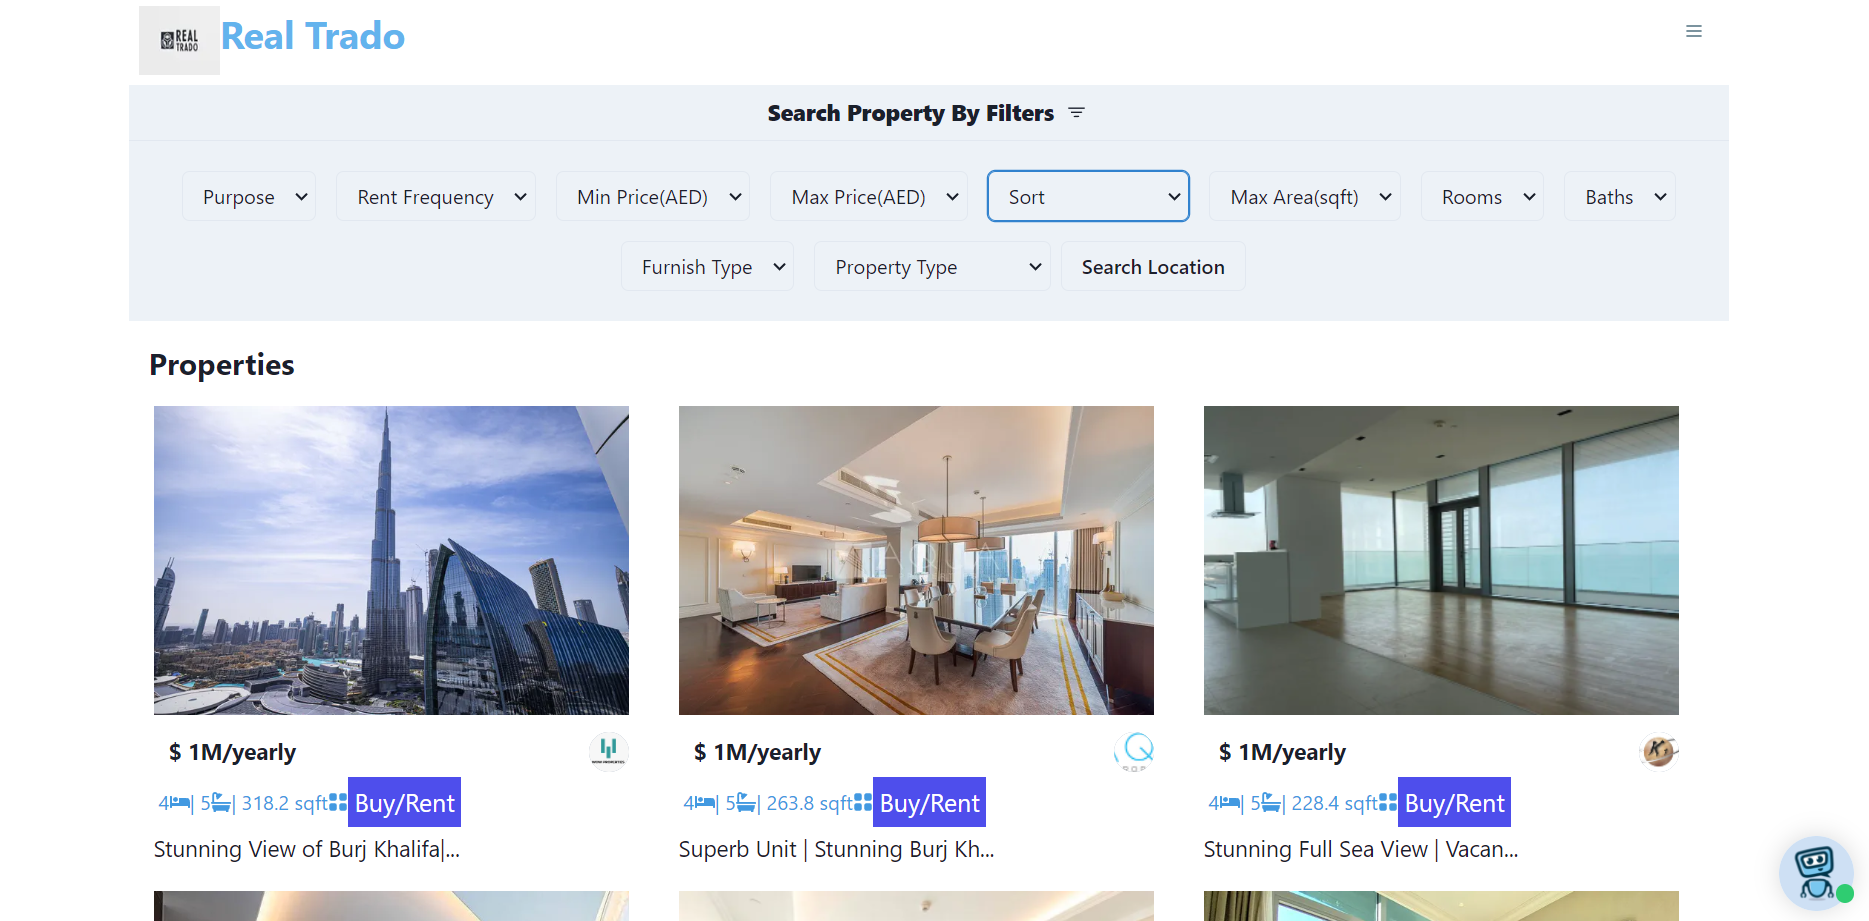 REAL
TRADO
Real Trado
Search Property By Filters
Purpose
Rent Frequency
Min Price(AED)
Max Price(AED)
Sort
Max Area(sqft)
Rooms
Baths
Furnish Type
Property Type
Search Location
Properties
AQUA
$ 1M/yearly
$ 1M/yearly
$ 1M/yearly
4 | 5 | 318.2 sqft Buy/Rent
4 | 5 | 263.8 sqft Buy/Rent
4 | 5 | 228.4 sqft Buy/Rent
Stunning View of Burj Khalifa|...
Superb Unit | Stunning Burj Kh...
Stunning Full Sea View | Vacan...